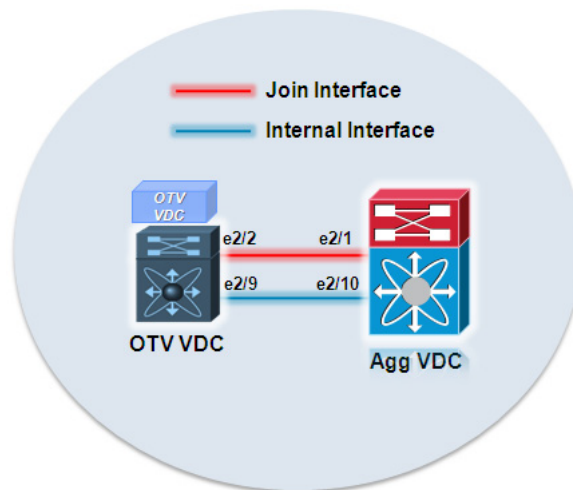 Join Interface
Internal Interface
OTV
VDC
e2/2 e2/1
e2/9 e2/10
OTV VDC
Agg VDC